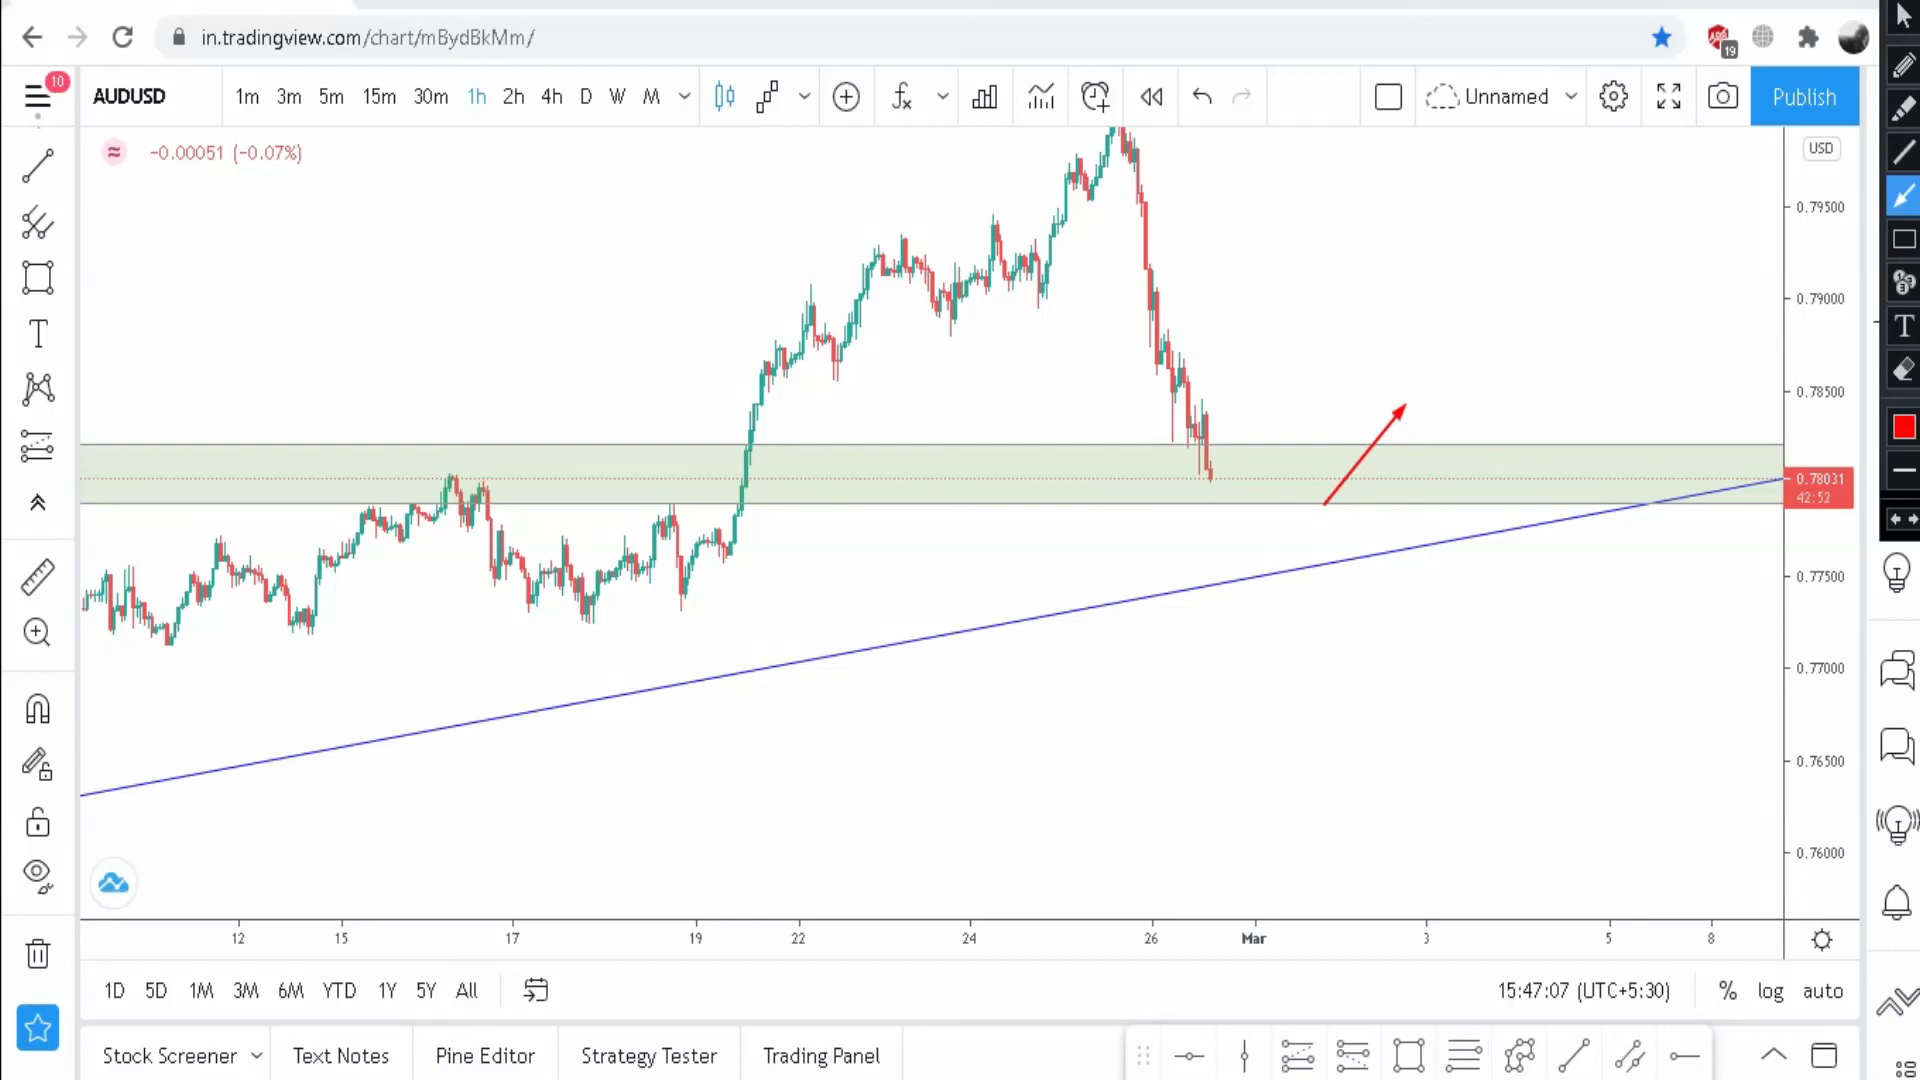 in.tradingview.com/chart/mBydBkMm/
19
10
AUDUSD 1m 3m 5m 15m 30m 1h 2h 4h D W M Unnamed Publish
−0.00051 (−0.07%)
USD
0.79500
0.79000
0.78500
0.78031
42:52
0.77500
0.77000
0.76500
0.76000
12 15 17 19 22 24 26 Mar 3 5 8
1D 5D 1M 3M 6M YTD 1Y 5Y All 15:47:07 (UTC+5:30) % log auto
Stock Screener Text Notes Pine Editor Strategy Tester Trading Panel